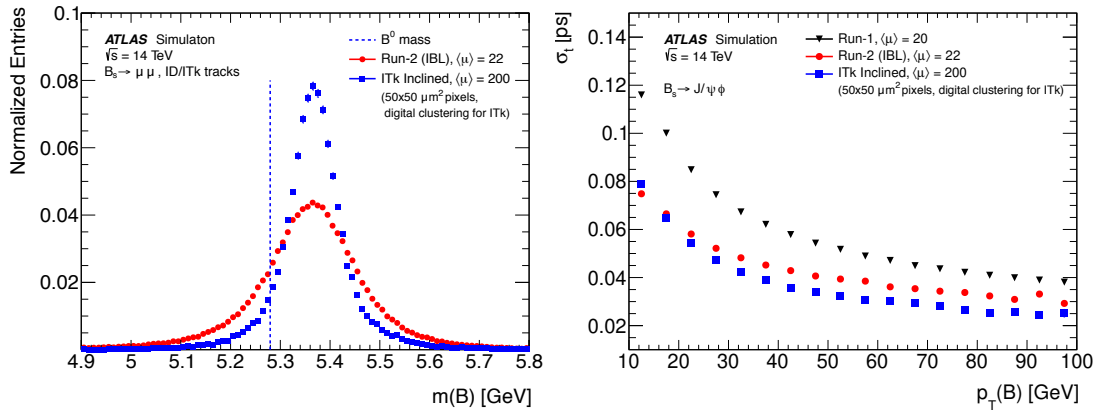 Normalized Entries
0.1
0.08
0.06
0.04
0.02
ATLAS Simulaton
√s = 14 TeV
B_s → μ μ , ID/ITk tracks
B⁰ mass
Run-2 (IBL), ⟨μ⟩ = 22
ITk Inclined, ⟨μ⟩ = 200
(50x50 μm² pixels,
digital clustering for ITk)
4.9 5 5.1 5.2 5.3 5.4 5.5 5.6 5.7 5.8
m(B) [GeV]
σ_t [ps]
0.14
0.12
0.1
0.08
0.06
0.04
0.02
ATLAS Simulation
√s = 14 TeV
B_s → J/ψ φ
Run-1, ⟨μ⟩ = 20
Run-2 (IBL), ⟨μ⟩ = 22
ITk Inclined, ⟨μ⟩ = 200
(50x50 μm² pixels,
digital clustering for ITk)
10 20 30 40 50 60 70 80 90 100
p_T(B) [GeV]